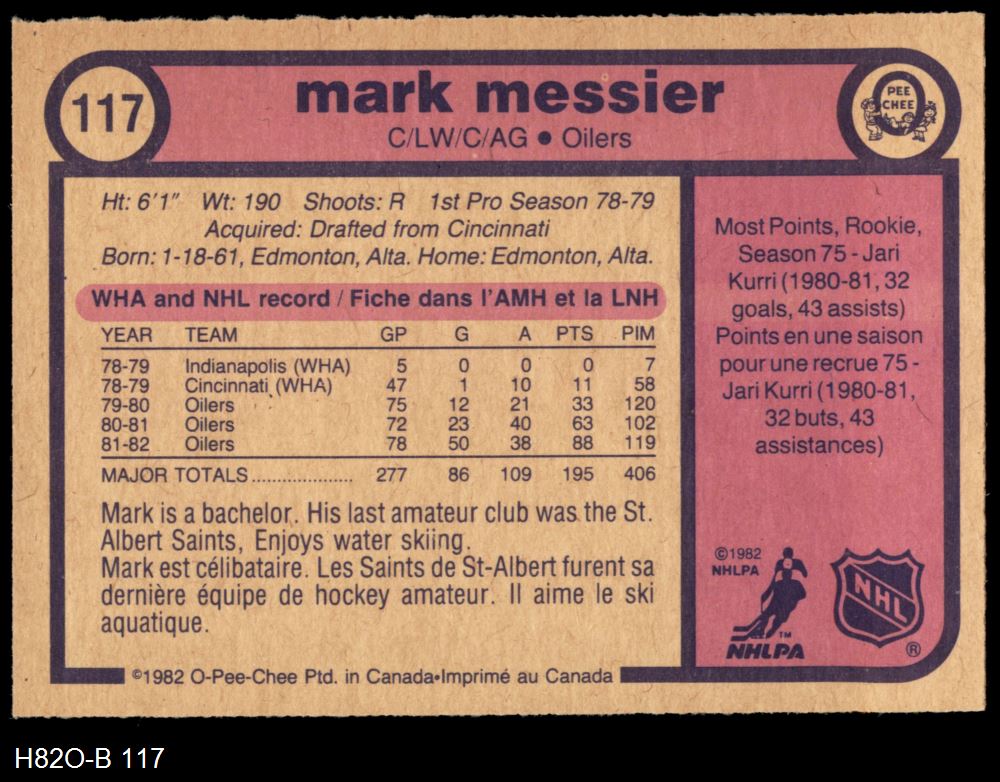 117
mark messier
C/LW/C/AG • Oilers
O
PEE
CHEE
Ht: 6'1" Wt: 190 Shoots: R 1st Pro Season 78-79
Acquired: Drafted from Cincinnati
Born: 1-18-61, Edmonton, Alta. Home: Edmonton, Alta.
WHA and NHL record / Fiche dans l'AMH et la LNH
YEAR TEAM GP G A PTS PIM
78-79 Indianapolis (WHA) 5 0 0 0 7
78-79 Cincinnati (WHA) 47 1 10 11 58
79-80 Oilers 75 12 21 33 120
80-81 Oilers 72 23 40 63 102
81-82 Oilers 78 50 38 88 119
MAJOR TOTALS.................... 277 86 109 195 406
Mark is a bachelor. His last amateur club was the St.
Albert Saints, Enjoys water skiing.
Mark est célibataire. Les Saints de St-Albert furent sa
dernière équipe de hockey amateur. Il aime le ski
aquatique.
Most Points, Rookie,
Season 75 - Jari
Kurri (1980-81, 32
goals, 43 assists)
Points en une saison
pour une recrue 75 -
Jari Kurri (1980-81,
32 buts, 43
assistances)
©1982
NHLPA
TM
NHLPA
NHL
®
©1982 O-Pee-Chee Ptd. in Canada•Imprimé au Canada
H82O-B 117